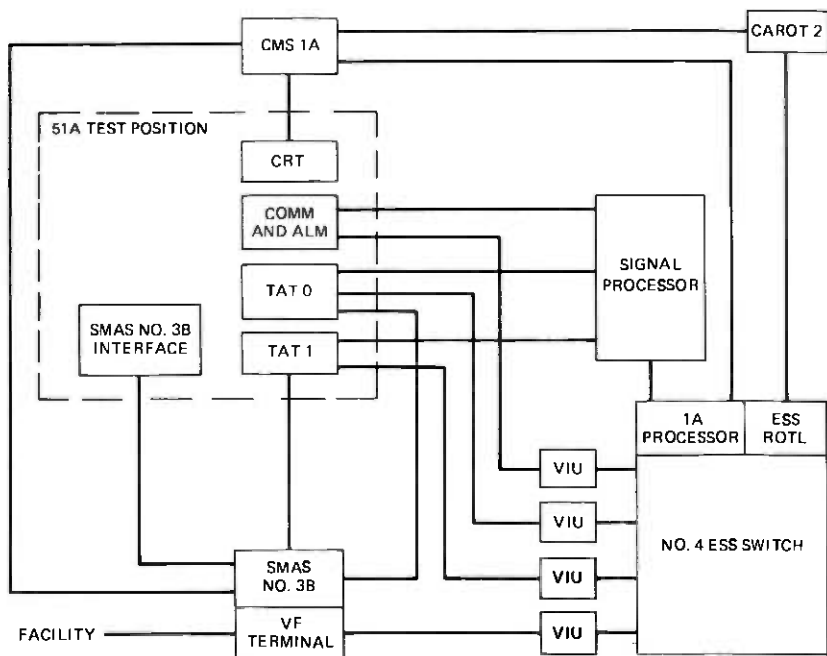 CMS 1A
CAROT 2
51A TEST POSITION
CRT
COMM
AND ALM
TAT 0
TAT 1
SMAS NO. 3B
INTERFACE
SIGNAL
PROCESSOR
1A
PROCESSOR
ESS
ROTL
NO. 4 ESS SWITCH
VIU
VIU
VIU
VIU
SMAS
NO. 3B
VF
TERMINAL
FACILITY